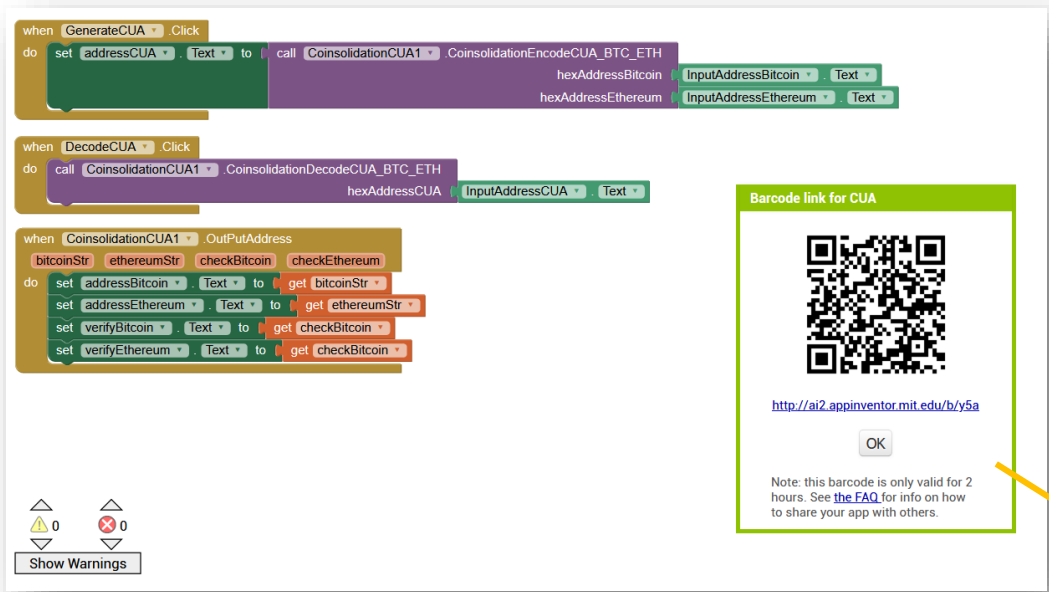 when GenerateCUA .Click
do set addressCUA . Text to call CoinsolidationCUA1 .CoinsolidationEncodeCUA_BTC_ETH
hexAddressBitcoin InputAddressBitcoin . Text
hexAddressEthereum InputAddressEthereum . Text
when DecodeCUA .Click
do call CoinsolidationCUA1 .CoinsolidationDecodeCUA_BTC_ETH
hexAddressCUA InputAddressCUA . Text
when CoinsolidationCUA1 .OutPutAddress
bitcoinStr ethereumStr checkBitcoin checkEthereum
do set addressBitcoin . Text to get bitcoinStr
set addressEthereum . Text to get ethereumStr
set verifyBitcoin . Text to get checkBitcoin
set verifyEthereum . Text to get checkBitcoin
Barcode link for CUA
http://ai2.appinventor.mit.edu/b/y5a
OK
Note: this barcode is only valid for 2
hours. See the FAQ for info on how
to share your app with others.
0 0
Show Warnings